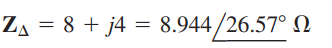 Z_Δ = 8 + j4 = 8.944/26.57° Ω